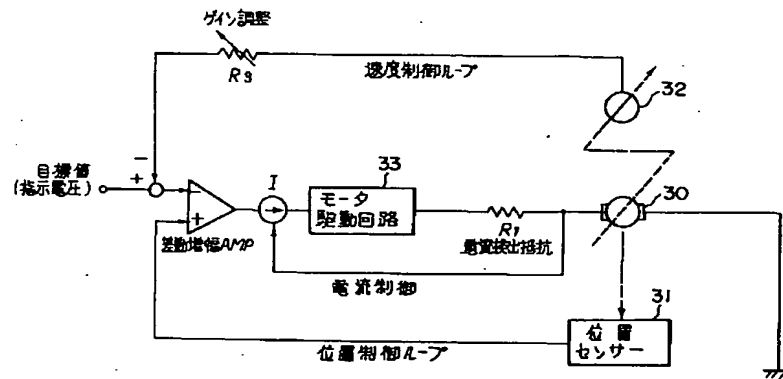 ゲイン調整
R3
速度制御ループ
32
目標値
(指示電圧)
−
+
−
+
差動増幅AMP
I
33
モータ
駆動回路
R1
電流検出抵抗
30
電流制御
31
位置
センサー
位置制御ループ